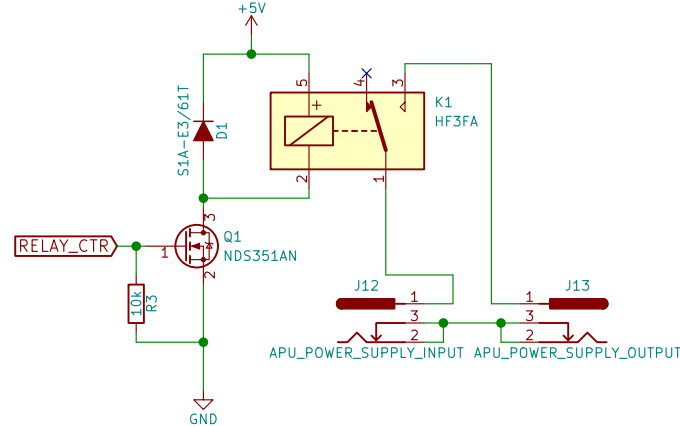 +5V
S1A-E3/61T
D1
5
4
3
+
K1
HF3FA
2
1
3
RELAY_CTR
1
Q1
NDS351AN
2
10k
R3
J12
1
3
2
APU_POWER_SUPPLY_INPUT
J13
1
3
2
APU_POWER_SUPPLY_OUTPUT
GND